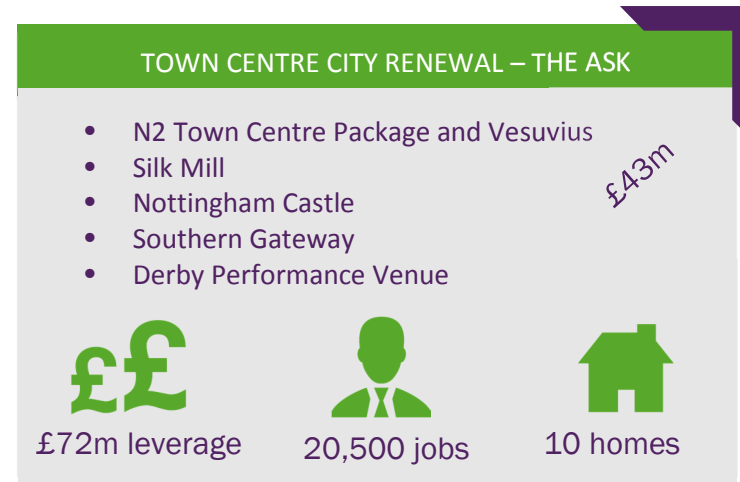 TOWN CENTRE CITY RENEWAL – THE ASK
• N2 Town Centre Package and Vesuvius
• Silk Mill
• Nottingham Castle
• Southern Gateway
• Derby Performance Venue
£43m
££
£72m leverage
20,500 jobs
10 homes